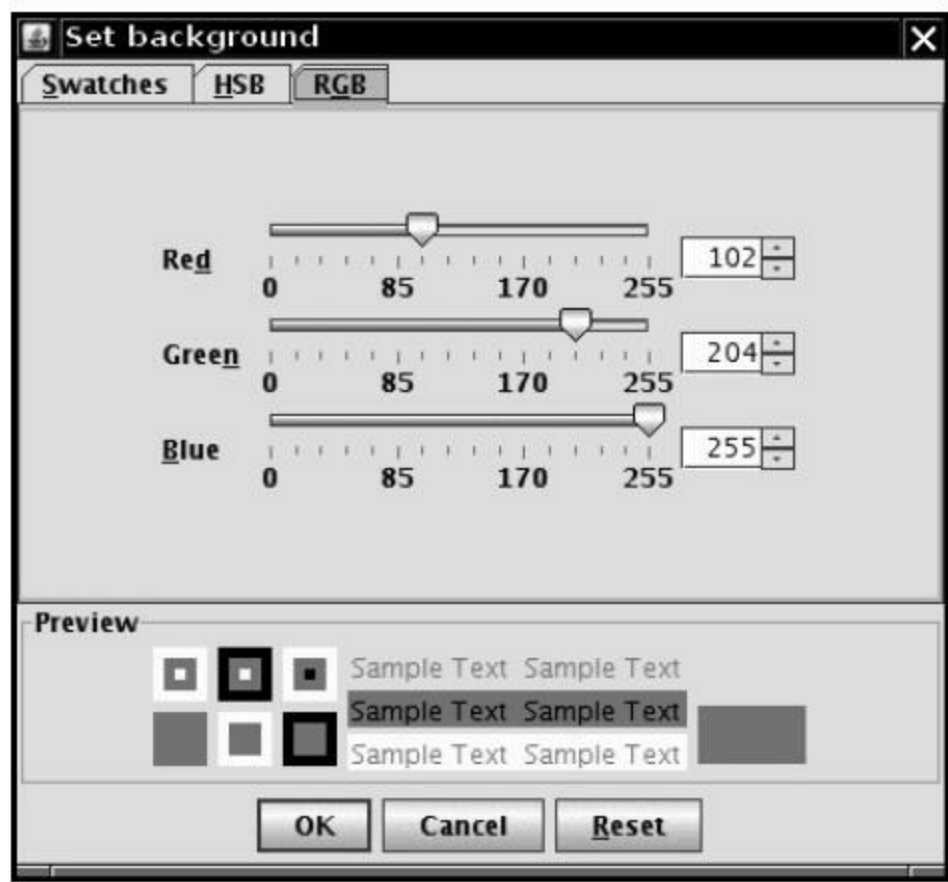 Set background
Swatches HSB RGB
Red 102
0 85 170 255
Green 204
0 85 170 255
Blue 255
0 85 170 255
Preview
Sample Text Sample Text
Sample Text Sample Text
Sample Text Sample Text
OK Cancel Reset